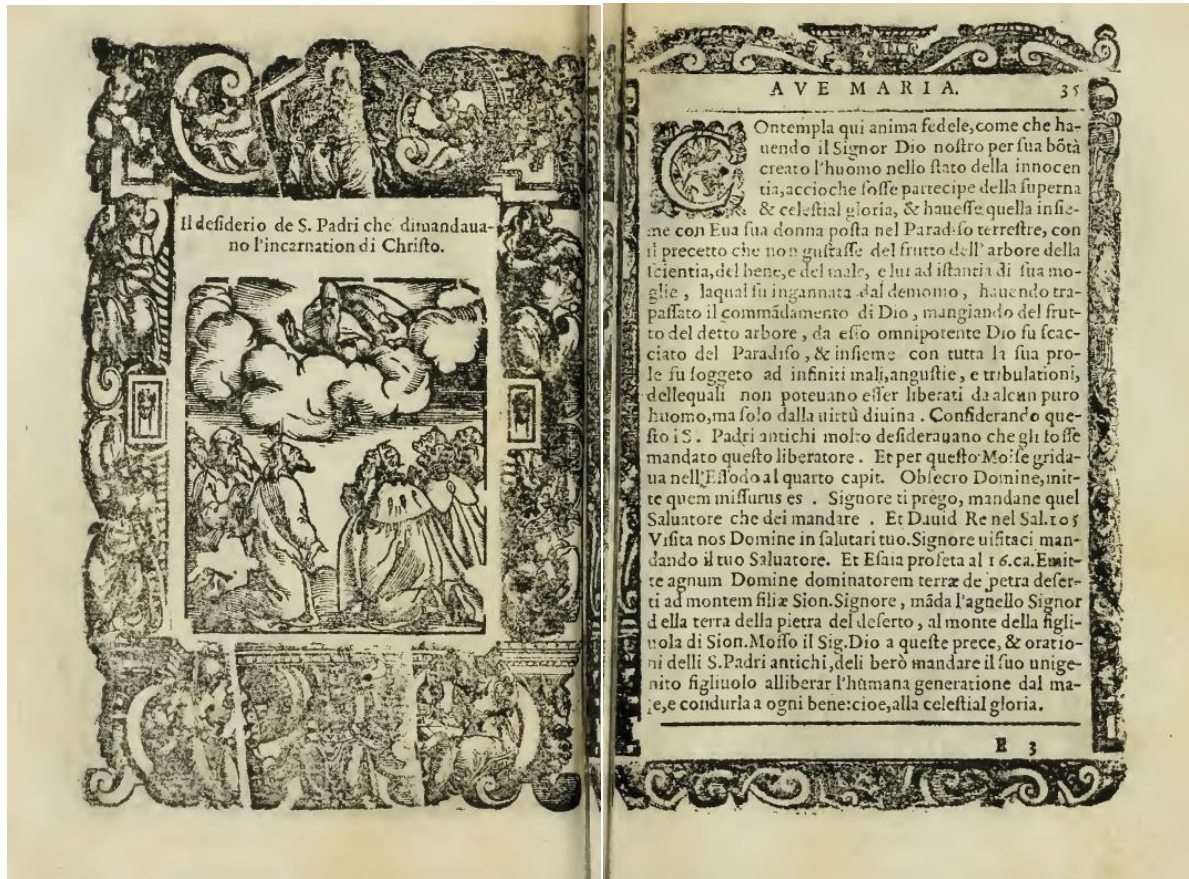 Il desiderio de S. Padri che dimandaua-
no l'incarnation di Christo.
AVE MARIA. 35
COntempla qui anima fedele, come che ha-
uendo il Signor Dio noſtro per ſua bõtà
creato l'huomo nello ſtato della innocen
tia, accioche foſſe partecipe della ſuperna
& celeſtial gloria, & haueſſe quella inſie-
me con Eua ſua donna poſta nel Paradiſo terreſtre, con
il precetto che non guſtaſſe del frutto dell' arbore della
ſcientia, del bene, e del male, e lui ad iſtantia di ſua mo-
glie, laqual fu ingannata dal demonio, hauendo tra-
paſſato il commãdamento di Dio, mangiando del frut-
to del detto arbore, da eſſo omnipotente Dio fu ſcac-
ciato del Paradiſo, & inſieme con tutta la ſua pro-
le fu ſoggeto ad infiniti mali, anguſtie, e tribulationi,
dellequali non poteuano eſſer liberati da alcun puro
huomo, ma ſolo dalla uirtù diuina. Conſiderando que-
ſto i S. Padri antichi molto deſiderauano che gli foſſe
mandato queſto liberatore. Et per queſto Moiſe grida-
ua nell'Eſſodo al quarto capit. Obſecro Domine, mit-
te quem miſſurus es. Signore ti prego, mandane quel
Saluatore che dei mandare. Et Dauid Re nel Sal. 105
Viſita nos Domine in ſalutari tuo. Signore uiſitaci man-
dando il tuo Saluatore. Et Eſaia profeta al 16. ca. Emit-
te agnum Domine dominatorem terræ de petra deſer-
ti ad montem filiæ Sion. Signore, mãda l'agnello Signor
della terra della pietra del deſerto, al monte della figli-
uola di Sion. Moſſo il Sig. Dio a queſte prece, & oratio-
ni delli S. Padri antichi, deliberò mandare il ſuo unige-
nito figliuolo alliberar l'humana generatione dal ma-
le, e condurla a ogni bene: cioe, alla celeſtial gloria.
E 3